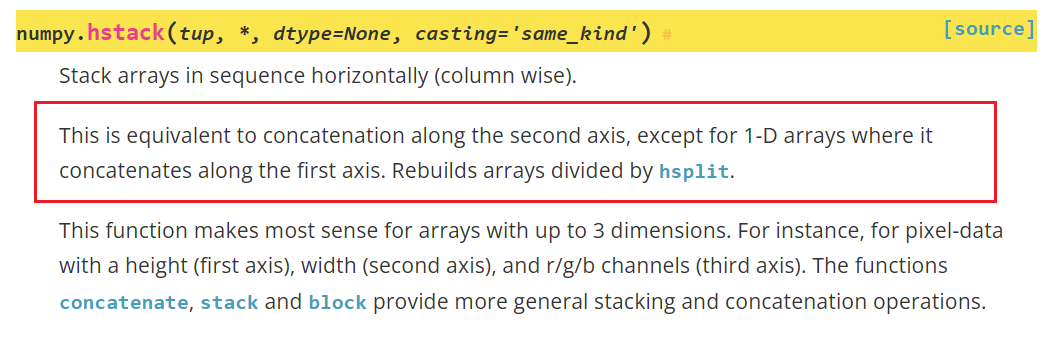 numpy.hstack(tup, *, dtype=None, casting='same_kind') # [source]
Stack arrays in sequence horizontally (column wise).
This is equivalent to concatenation along the second axis, except for 1-D arrays where it
concatenates along the first axis. Rebuilds arrays divided by hsplit.
This function makes most sense for arrays with up to 3 dimensions. For instance, for pixel-data
with a height (first axis), width (second axis), and r/g/b channels (third axis). The functions
concatenate, stack and block provide more general stacking and concatenation operations.